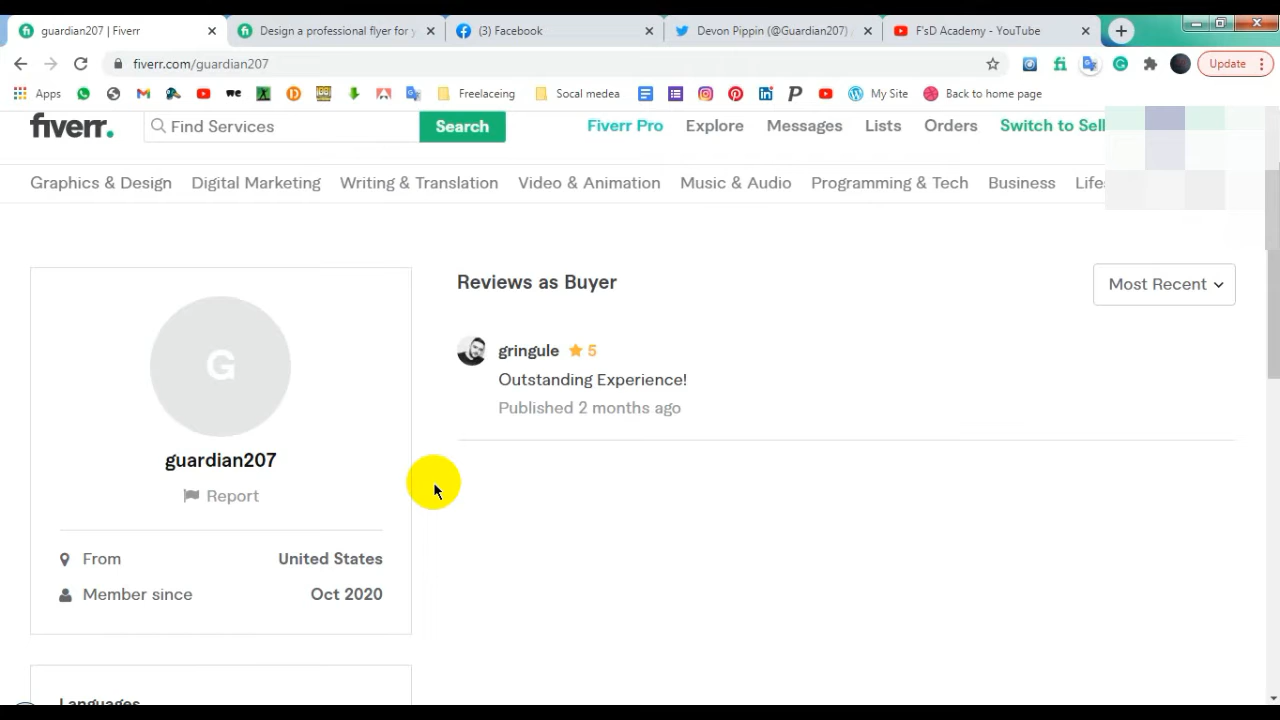 guardian207 | Fiverr
Design a professional flyer for y
(3) Facebook
Devon Pippin (@Guardian207) /
F'sD Academy - YouTube
fiverr.com/guardian207
Update
Apps
we
Freelaceing
Socal medea
My Site
Back to home page
fiverr.
Find Services
Search
Fiverr Pro
Explore
Messages
Lists
Orders
Switch to Sell
Graphics & Design
Digital Marketing
Writing & Translation
Video & Animation
Music & Audio
Programming & Tech
Business
Life
G
guardian207
Report
From United States
Member since Oct 2020
Languages
Reviews as Buyer
Most Recent
gringule 5
Outstanding Experience!
Published 2 months ago